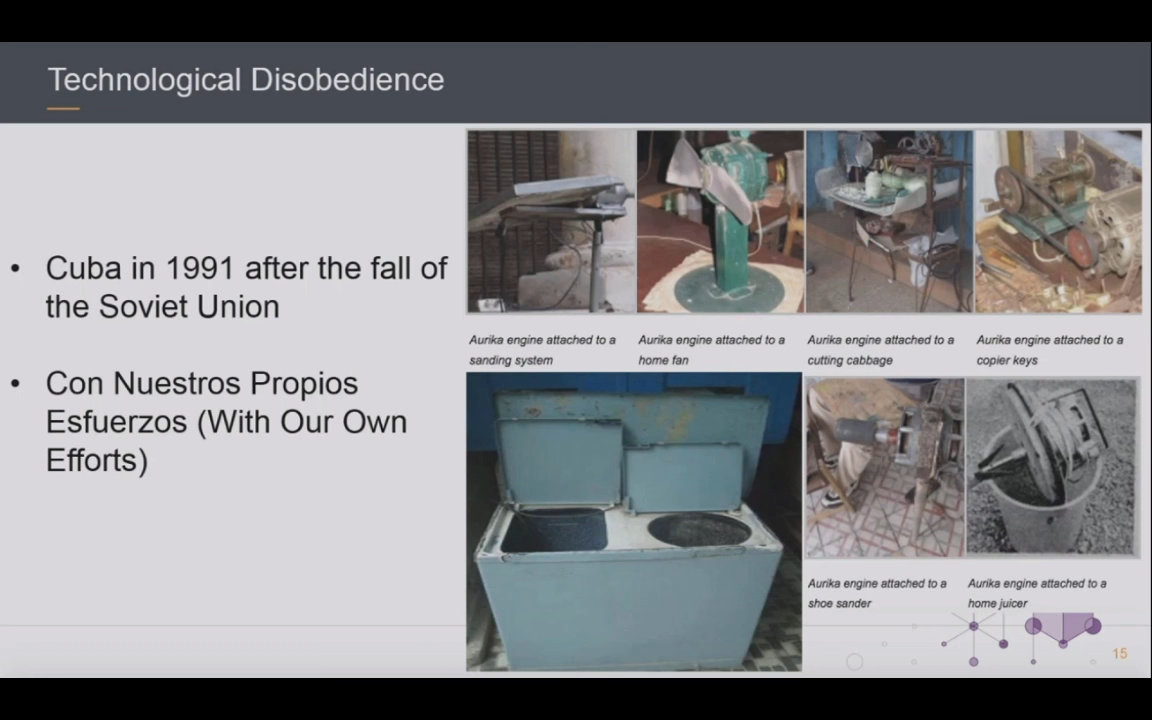 Technological Disobedience
• Cuba in 1991 after the fall of
the Soviet Union
• Con Nuestros Propios
Esfuerzos (With Our Own
Efforts)
Aurika engine attached to a
sanding system
Aurika engine attached to a
home fan
Aurika engine attached to a
cutting cabbage
Aurika engine attached to a
copier keys
Aurika engine attached to a
shoe sander
Aurika engine attached to a
home juicer
15